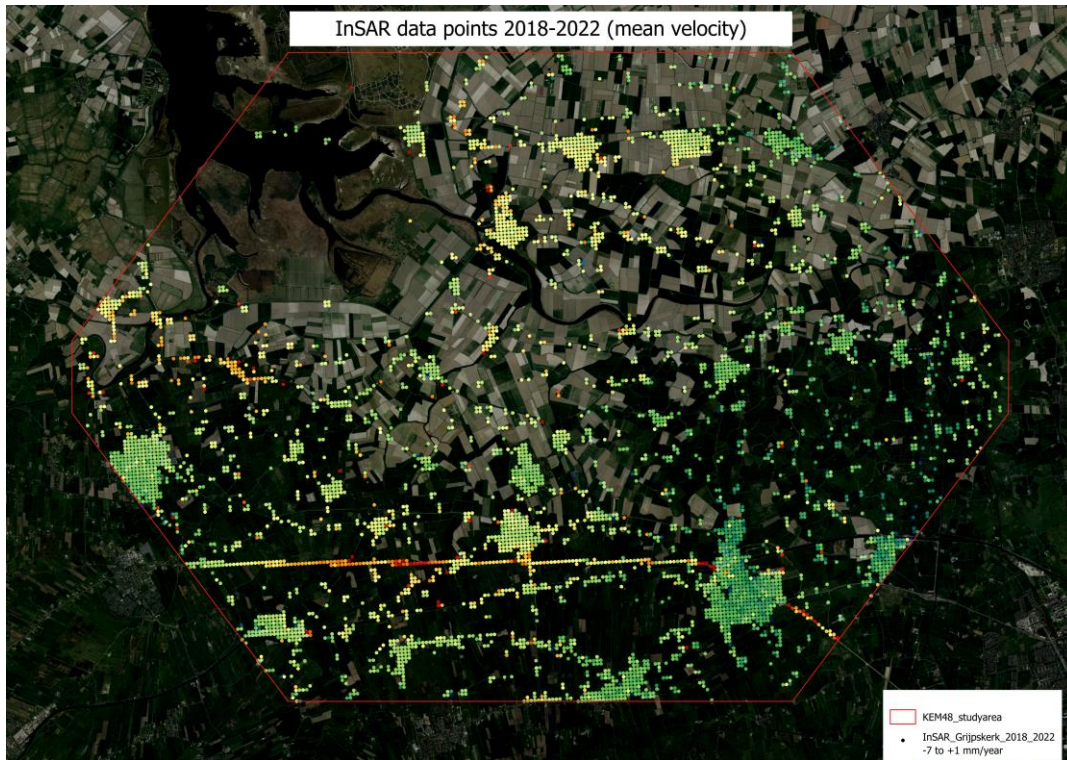 InSAR data points 2018-2022 (mean velocity)
KEM48_studyarea
InSAR_Grijpskerk_2018_2022
-7 to +1 mm/year